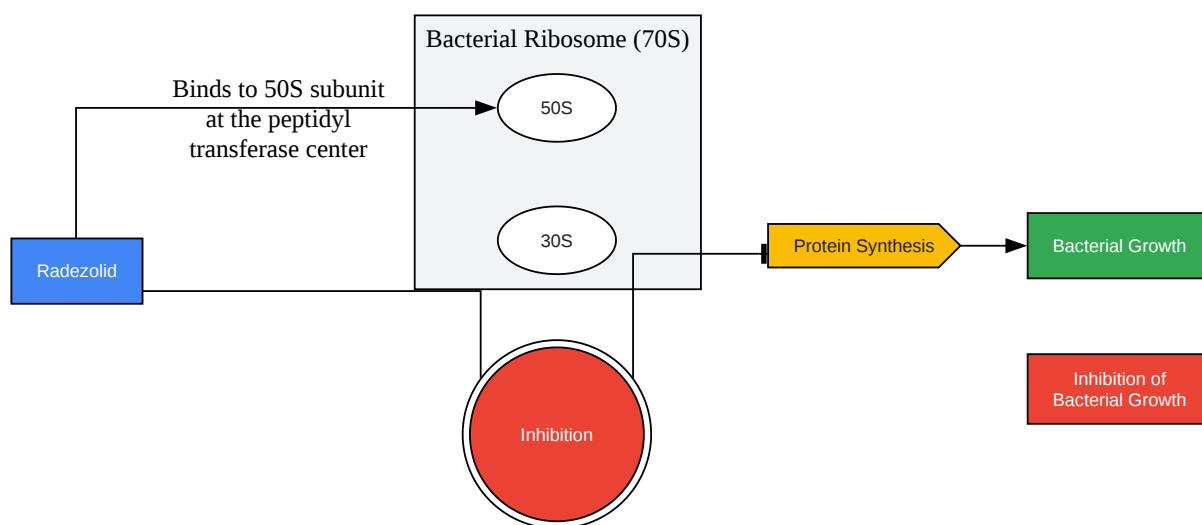 Bacterial Ribosome (70S)
Binds to 50S subunit
at the peptidyl
transferase center
50S
30S
Radezolid
Protein Synthesis
Bacterial Growth
Inhibition of
Bacterial Growth
Inhibition